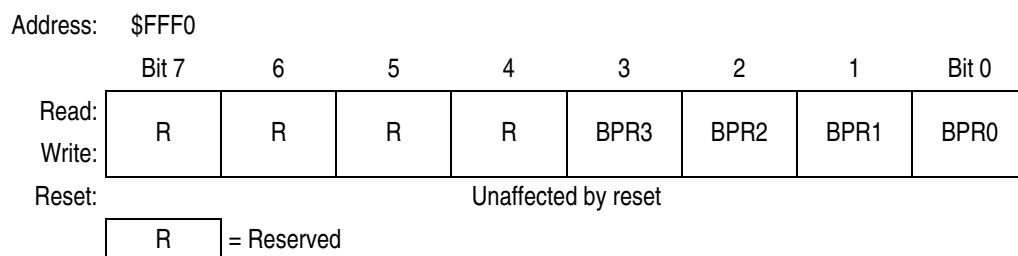 Address: $FFF0
Bit 7 6 5 4 3 2 1 Bit 0
Read:
R R R R BPR3 BPR2 BPR1 BPR0
Write:
Reset: Unaffected by reset
R = Reserved